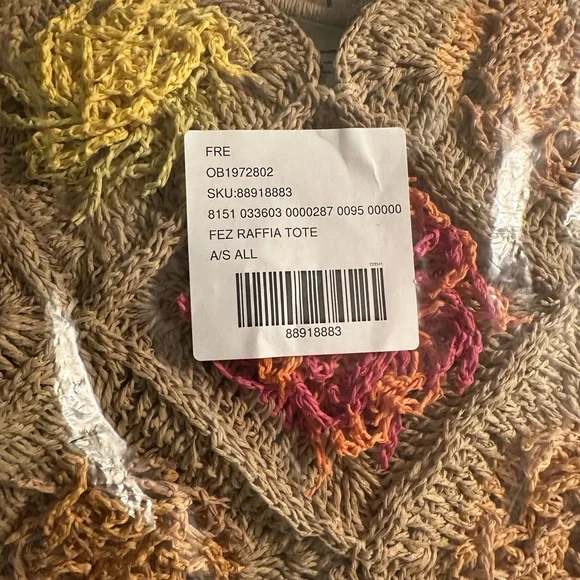 FRE
OB1972802
SKU:88918883
8151 033603 0000287 0095 00000
FEZ RAFFIA TOTE
A/S ALL
88918883